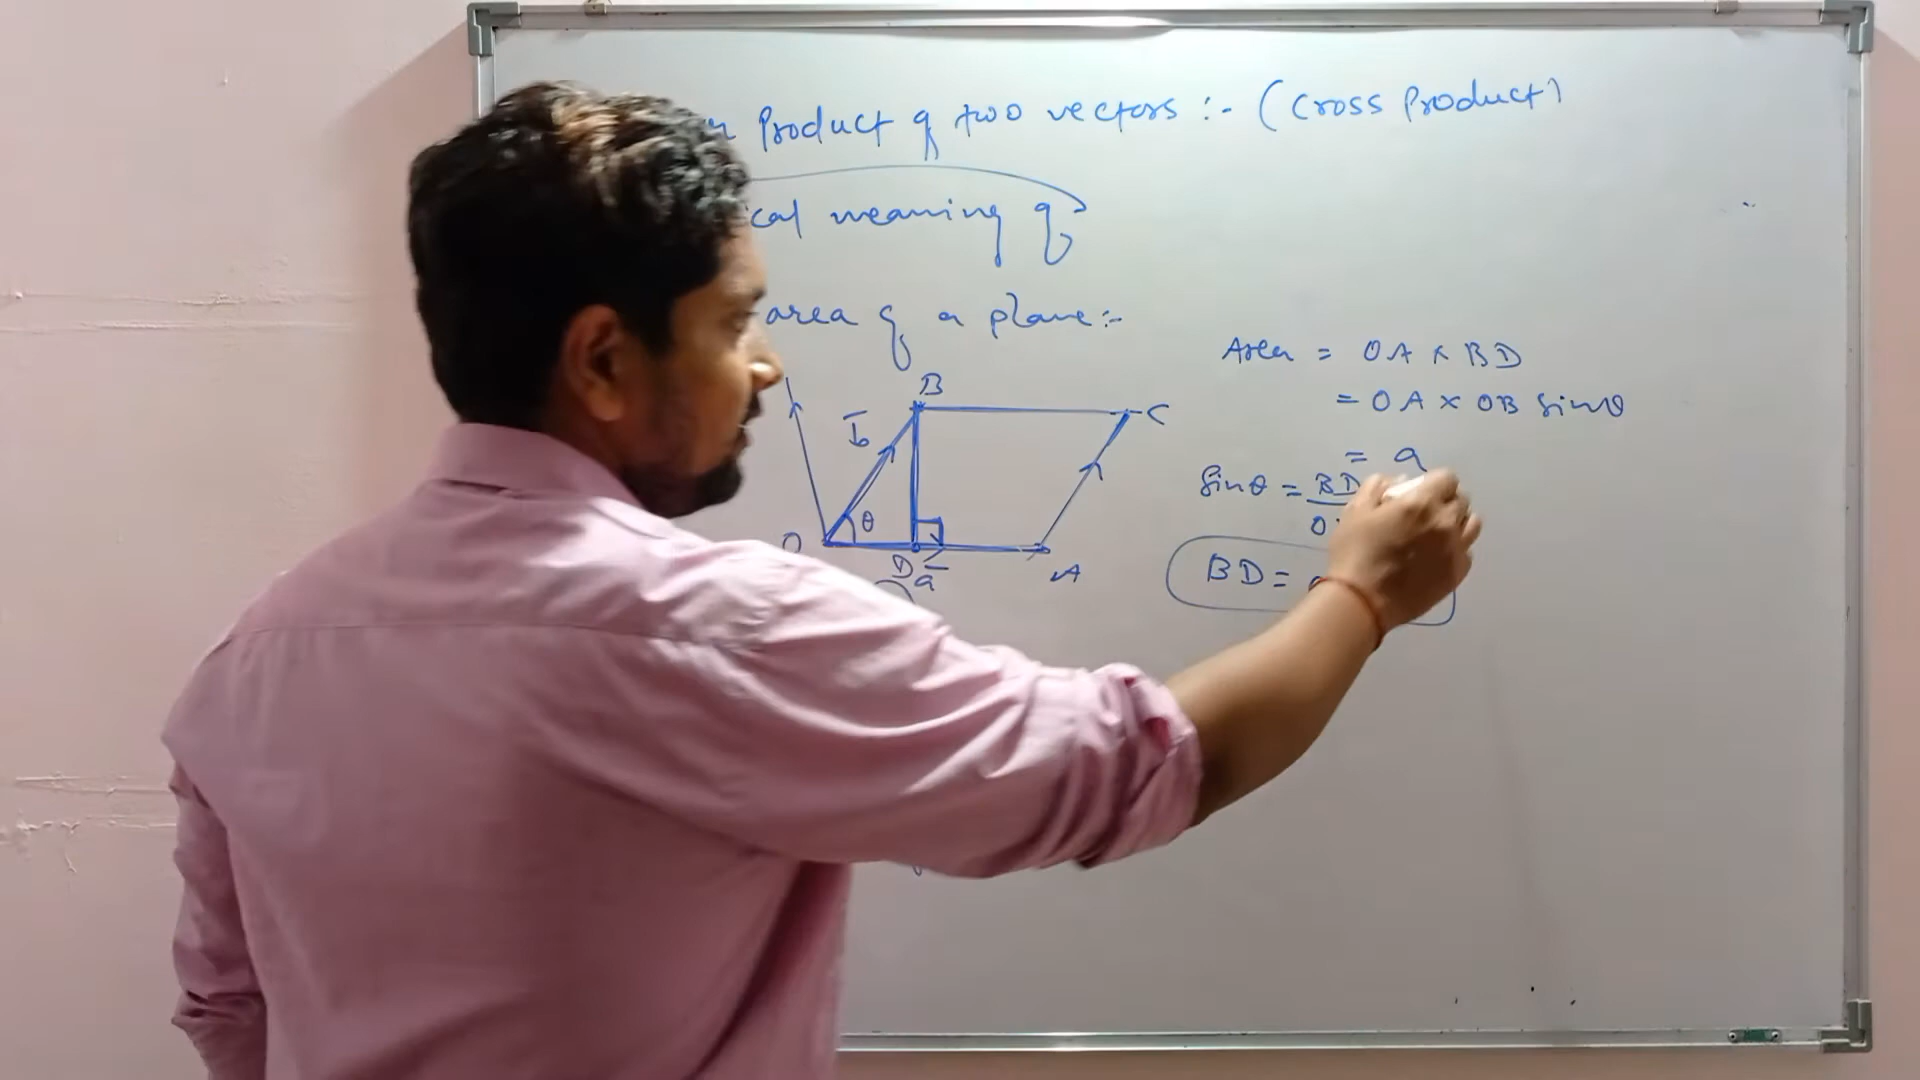 Product of two vectors :- (Cross Product)
meaning of
area of a plane :-
Area = OA × BD
= OA × OB Sinθ
= a
B
C
b
Sinθ = BD
θ
O
D
a
A
BD =